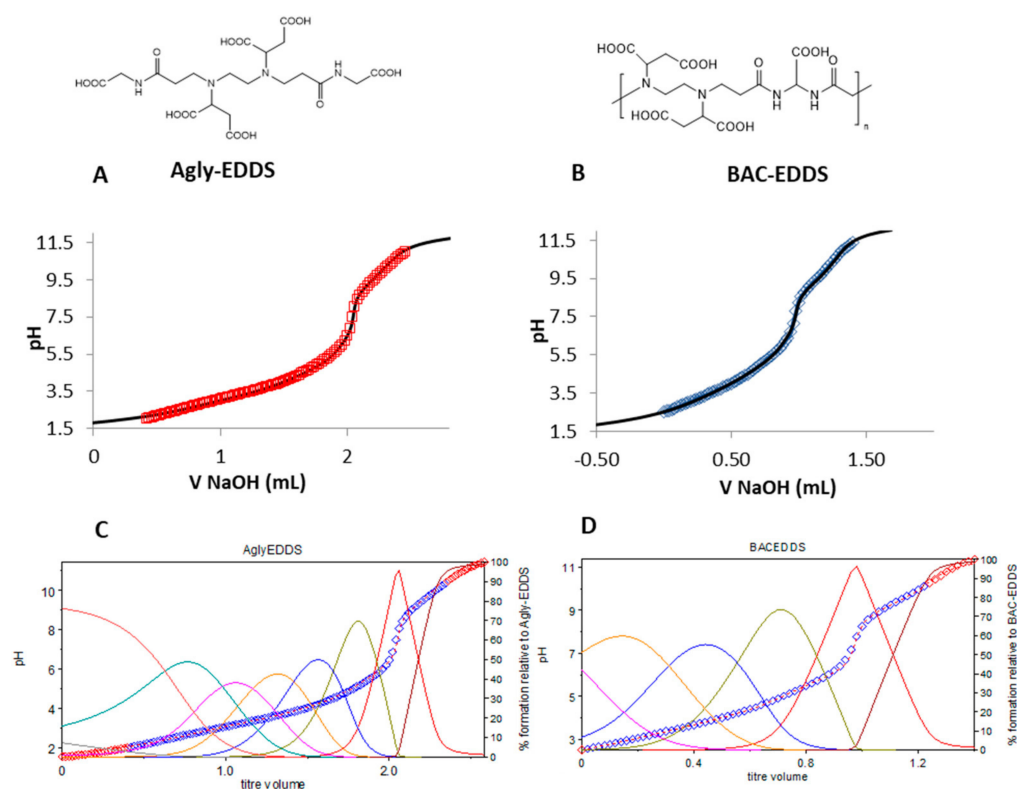 COOH
HOOC
COOH
O
H
N
N
HOOC
N
H
N
O
COOH
HOOC
COOH
A
Agly-EDDS
HOOC
COOH
COOH
O
O
N
N
N
H
N
H
HOOC
COOH
n
B
BAC-EDDS
11.5
9.5
7.5
5.5
3.5
1.5
pH
0
1
2
V NaOH (mL)
11.5
9.5
7.5
5.5
3.5
1.5
pH
-0.50
0.50
1.50
V NaOH (mL)
C
AglyEDDS
10
8
6
4
2
pH
0
1.0
2.0
titre volume
100
90
80
70
60
50
40
30
20
10
0
% formation relative to Agly-EDDS
D
BACEDDS
11
9
7
5
3
pH
0
0.4
0.8
1.2
titre volume
100
90
80
70
60
50
40
30
20
10
0
% formation relative to BAC-EDDS